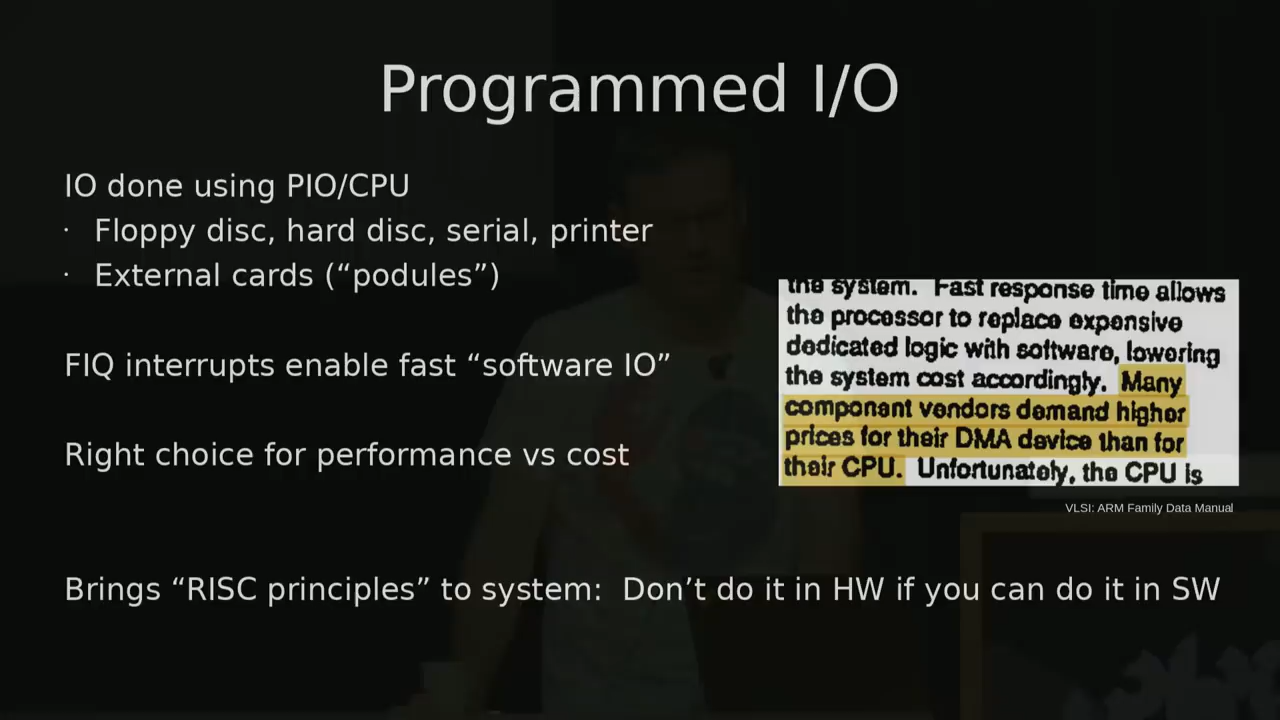 Programmed I/O
IO done using PIO/CPU
· Floppy disc, hard disc, serial, printer
· External cards (“podules”)
FIQ interrupts enable fast “software IO”
Right choice for performance vs cost
the system. Fast response time allows
the processor to replace expensive
dedicated logic with software, lowering
the system cost accordingly. Many
component vendors demand higher
prices for their DMA device than for
their CPU. Unfortunately, the CPU is
VLSI: ARM Family Data Manual
Brings “RISC principles” to system: Don’t do it in HW if you can do it in SW